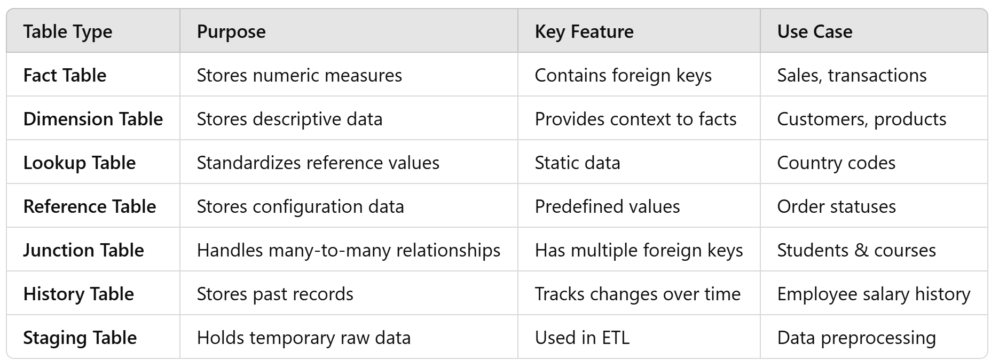 Table Type Purpose Key Feature Use Case
Fact Table Stores numeric measures Contains foreign keys Sales, transactions
Dimension Table Stores descriptive data Provides context to facts Customers, products
Lookup Table Standardizes reference values Static data Country codes
Reference Table Stores configuration data Predefined values Order statuses
Junction Table Handles many-to-many relationships Has multiple foreign keys Students & courses
History Table Stores past records Tracks changes over time Employee salary history
Staging Table Holds temporary raw data Used in ETL Data preprocessing